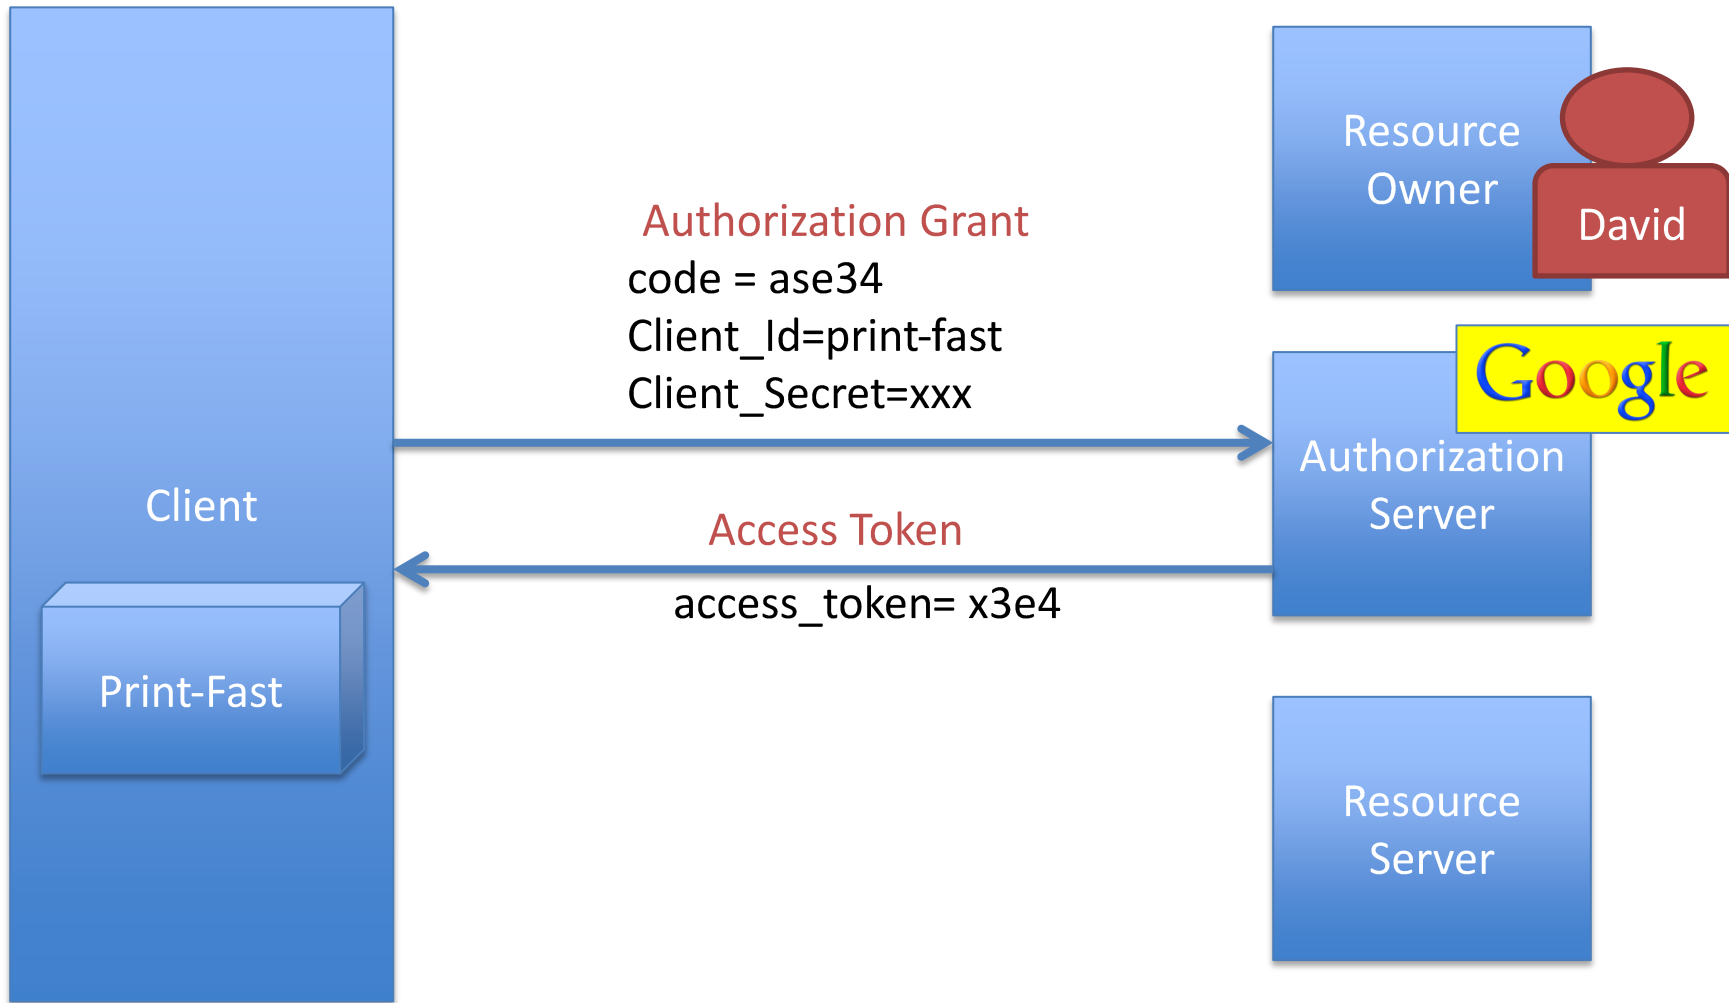 Client
Print-Fast
Authorization Grant
code = ase34
Client_Id=print-fast
Client_Secret=xxx
Access Token
access_token= x3e4
Resource
Owner
David
Google
Authorization
Server
Resource
Server